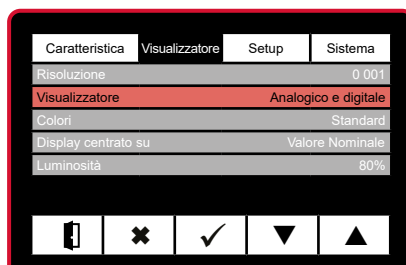 Caratteristica Visualizzatore Setup Sistema
Risoluzione 0 001
Visualizzatore Analogico e digitale
Colori Standard
Display centrato su Valore Nominale
Luminosità 80%